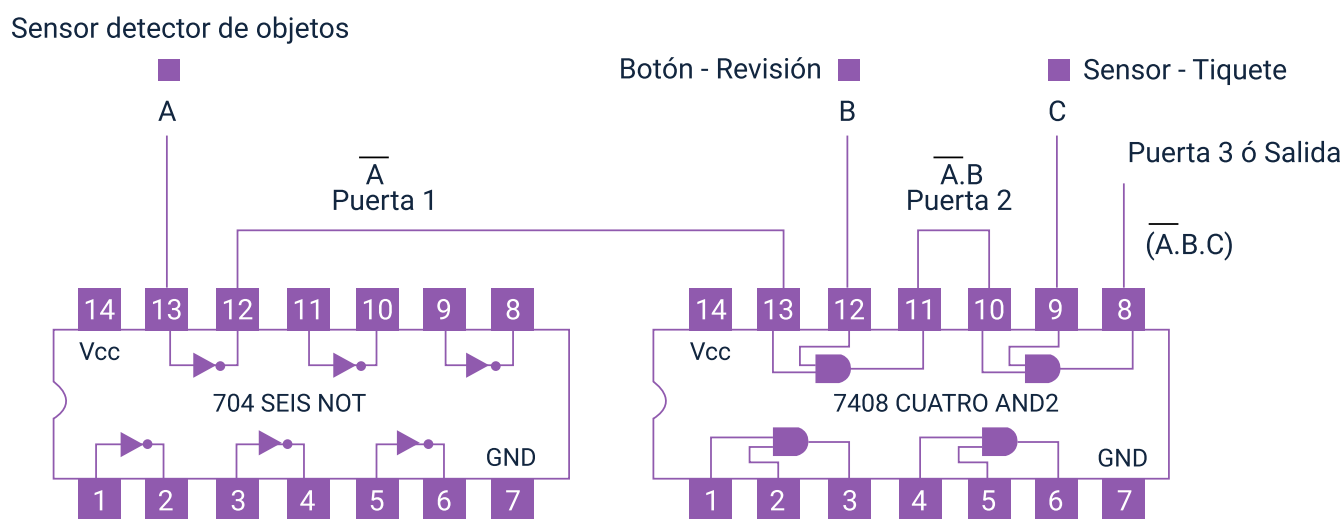 Sensor detector de objetos
Botón - Revisión
Sensor - Tiquete
A
B
C
Puerta 3 ó Salida
A
Puerta 1
A.B
Puerta 2
(A.B.C)
14 13 12 11 10 9 8
Vcc
704 SEIS NOT
GND
1 2 3 4 5 6 7
14 13 12 11 10 9 8
Vcc
7408 CUATRO AND2
GND
1 2 3 4 5 6 7